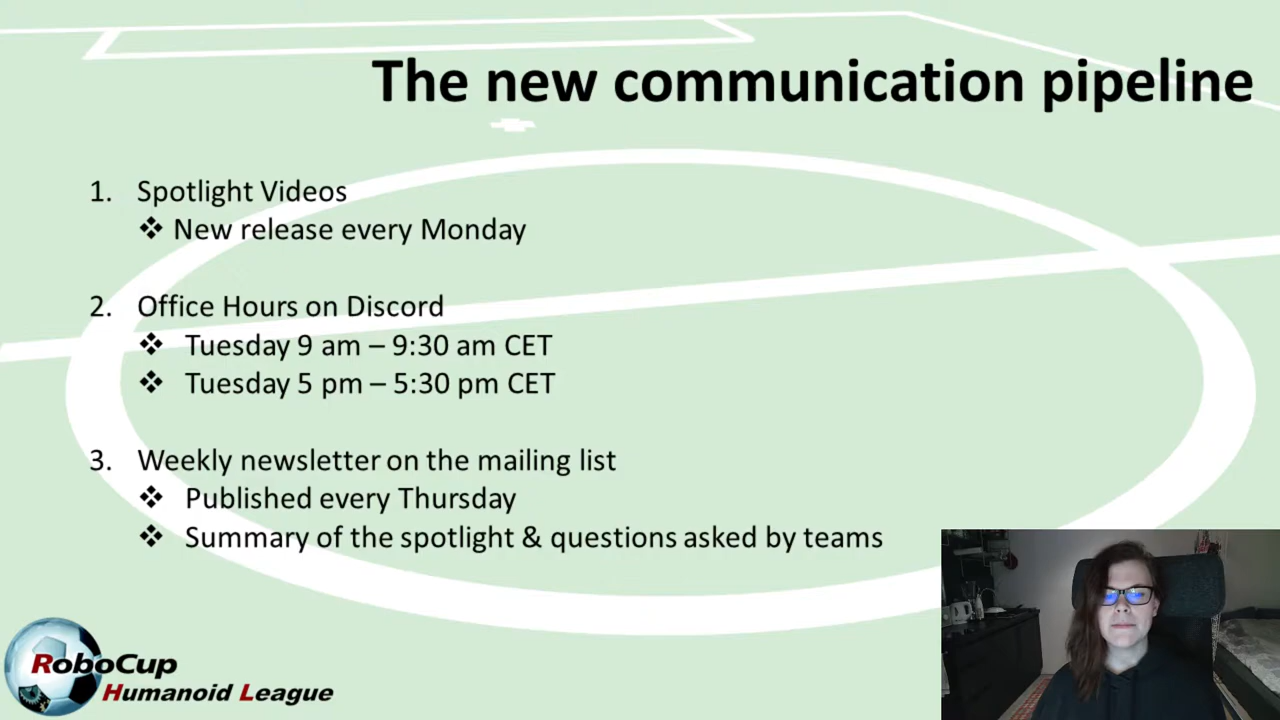 The new communication pipeline
1. Spotlight Videos
❖ New release every Monday
2. Office Hours on Discord
❖ Tuesday 9 am – 9:30 am CET
❖ Tuesday 5 pm – 5:30 pm CET
3. Weekly newsletter on the mailing list
❖ Published every Thursday
❖ Summary of the spotlight & questions asked by teams
RoboCup
Humanoid League